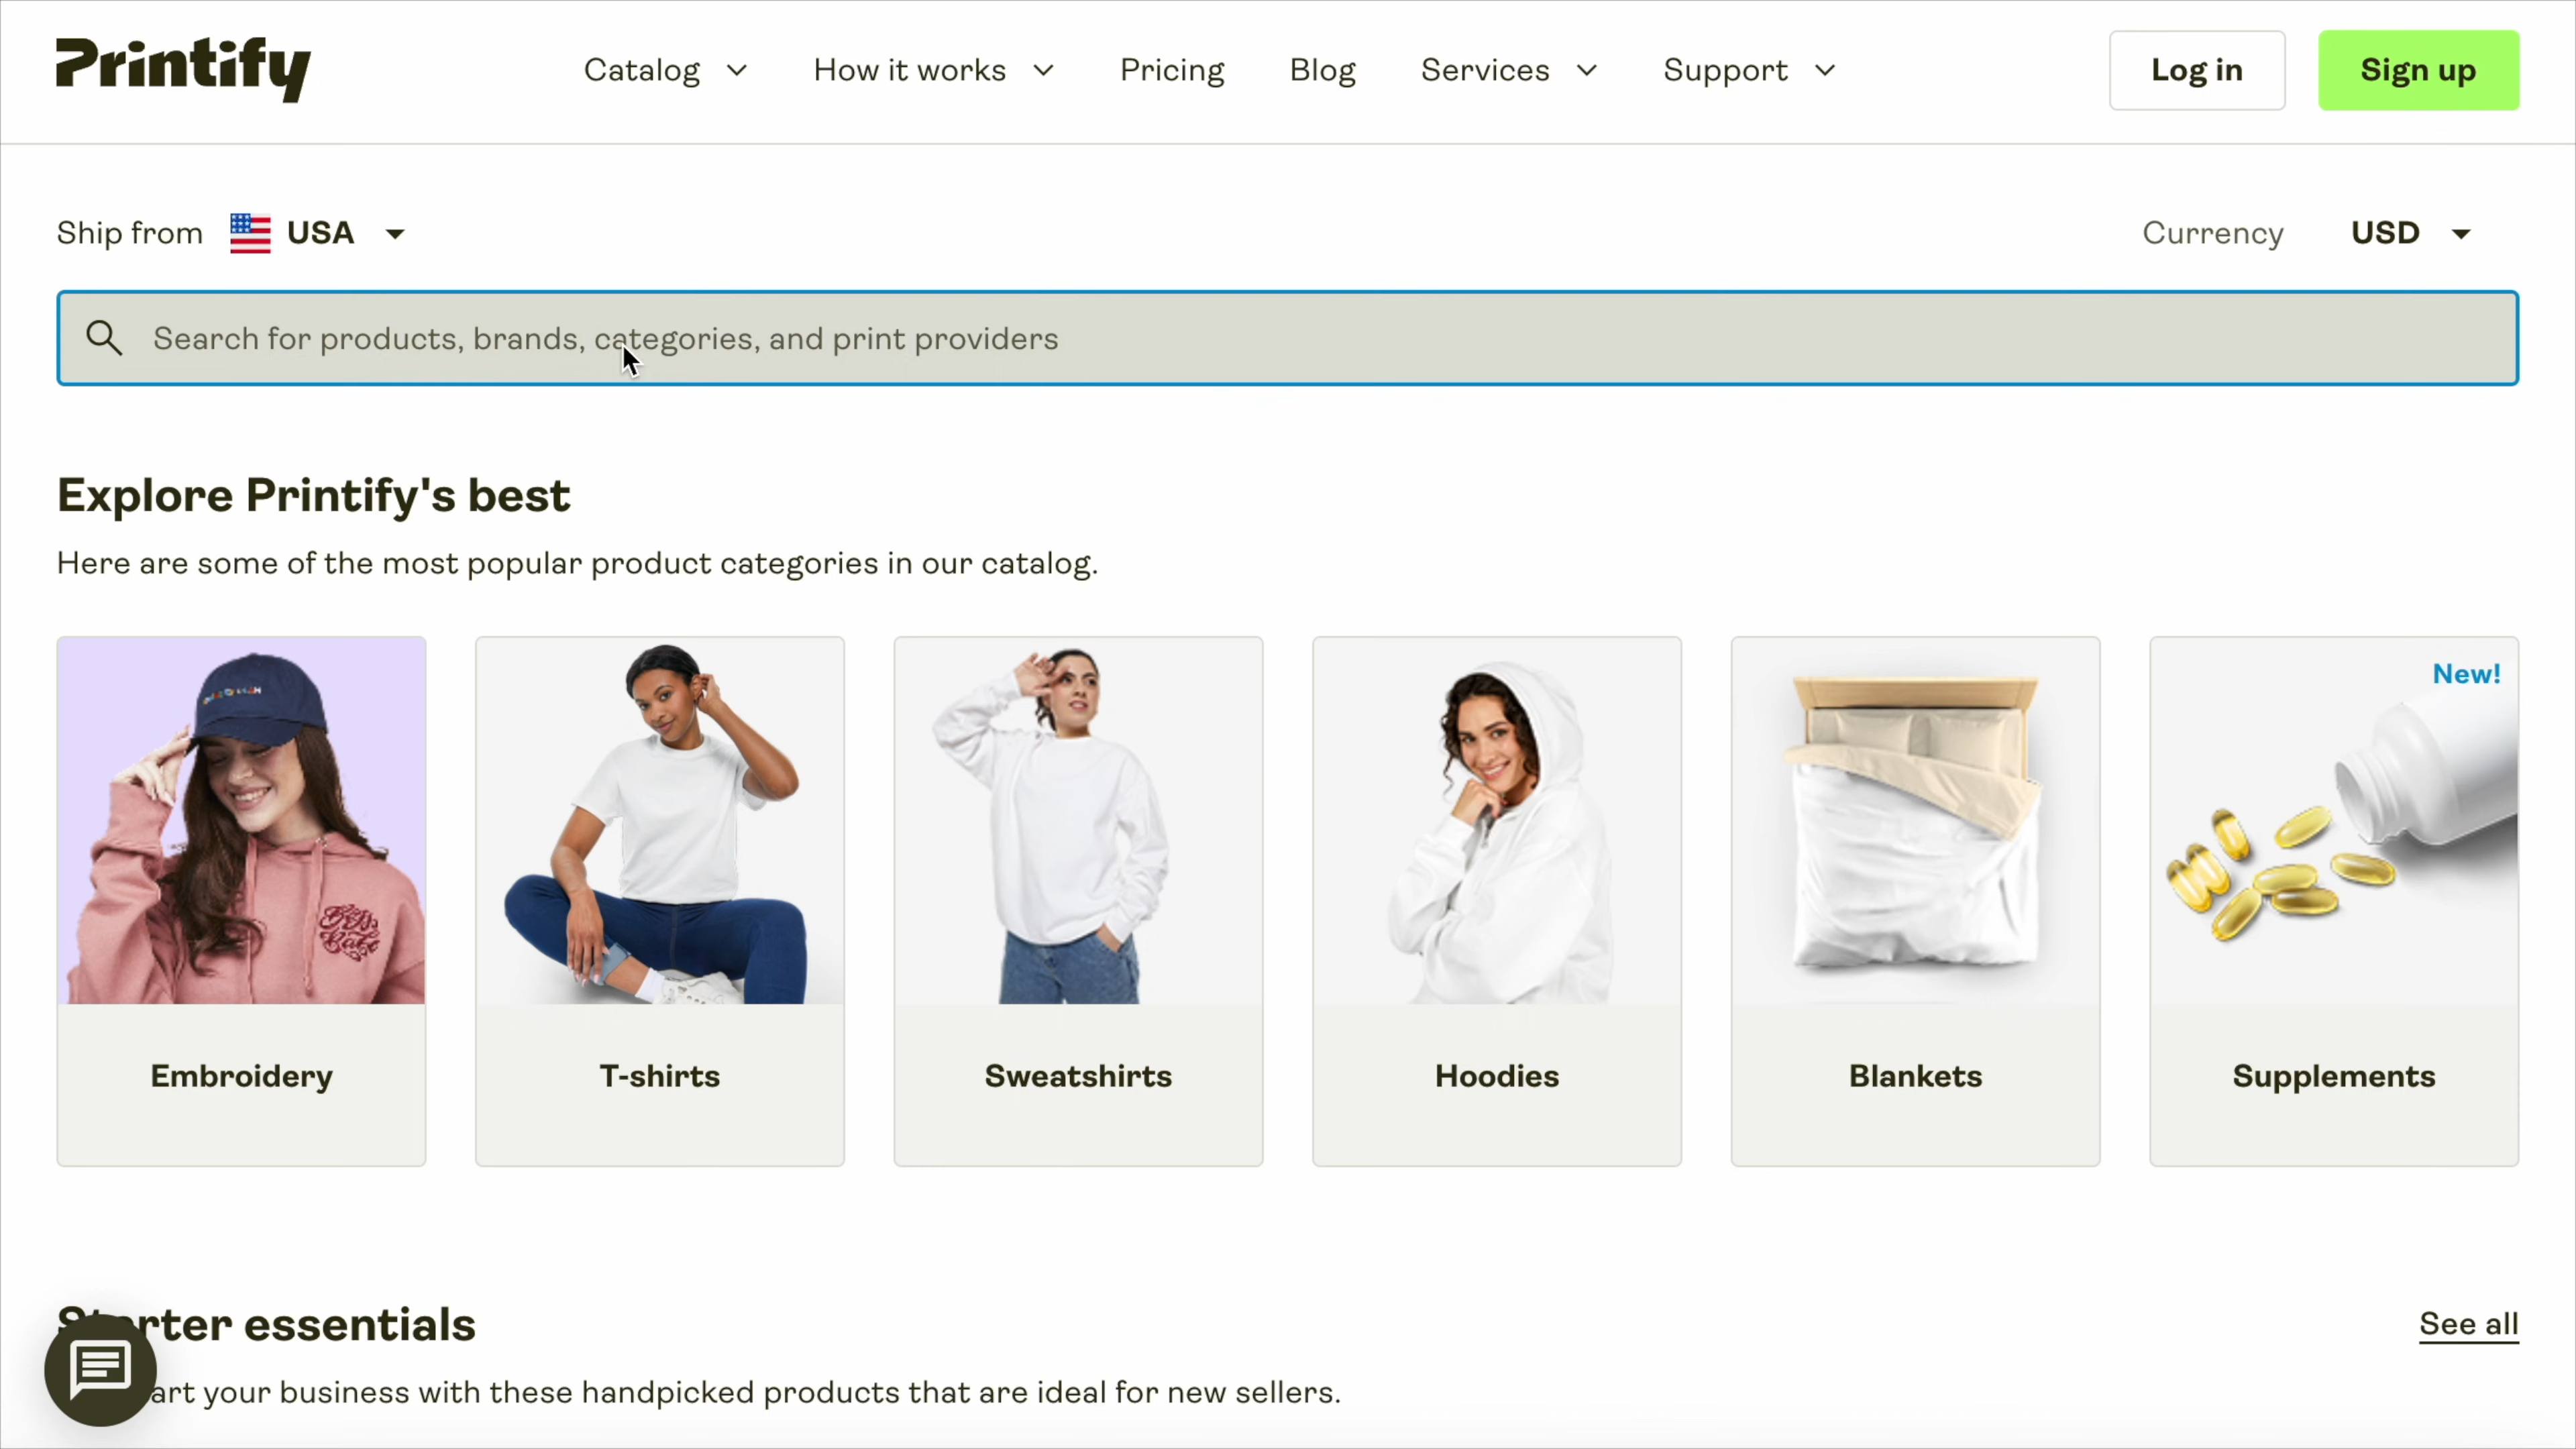 Printify
Catalog
How it works
Pricing
Blog
Services
Support
Log in
Sign up
Ship from
USA
Currency
USD
Search for products, brands, categories, and print providers
Explore Printify's best
Here are some of the most popular product categories in our catalog.
New!
Embroidery
T-shirts
Sweatshirts
Hoodies
Blankets
Supplements
Starter essentials
See all
art your business with these handpicked products that are ideal for new sellers.